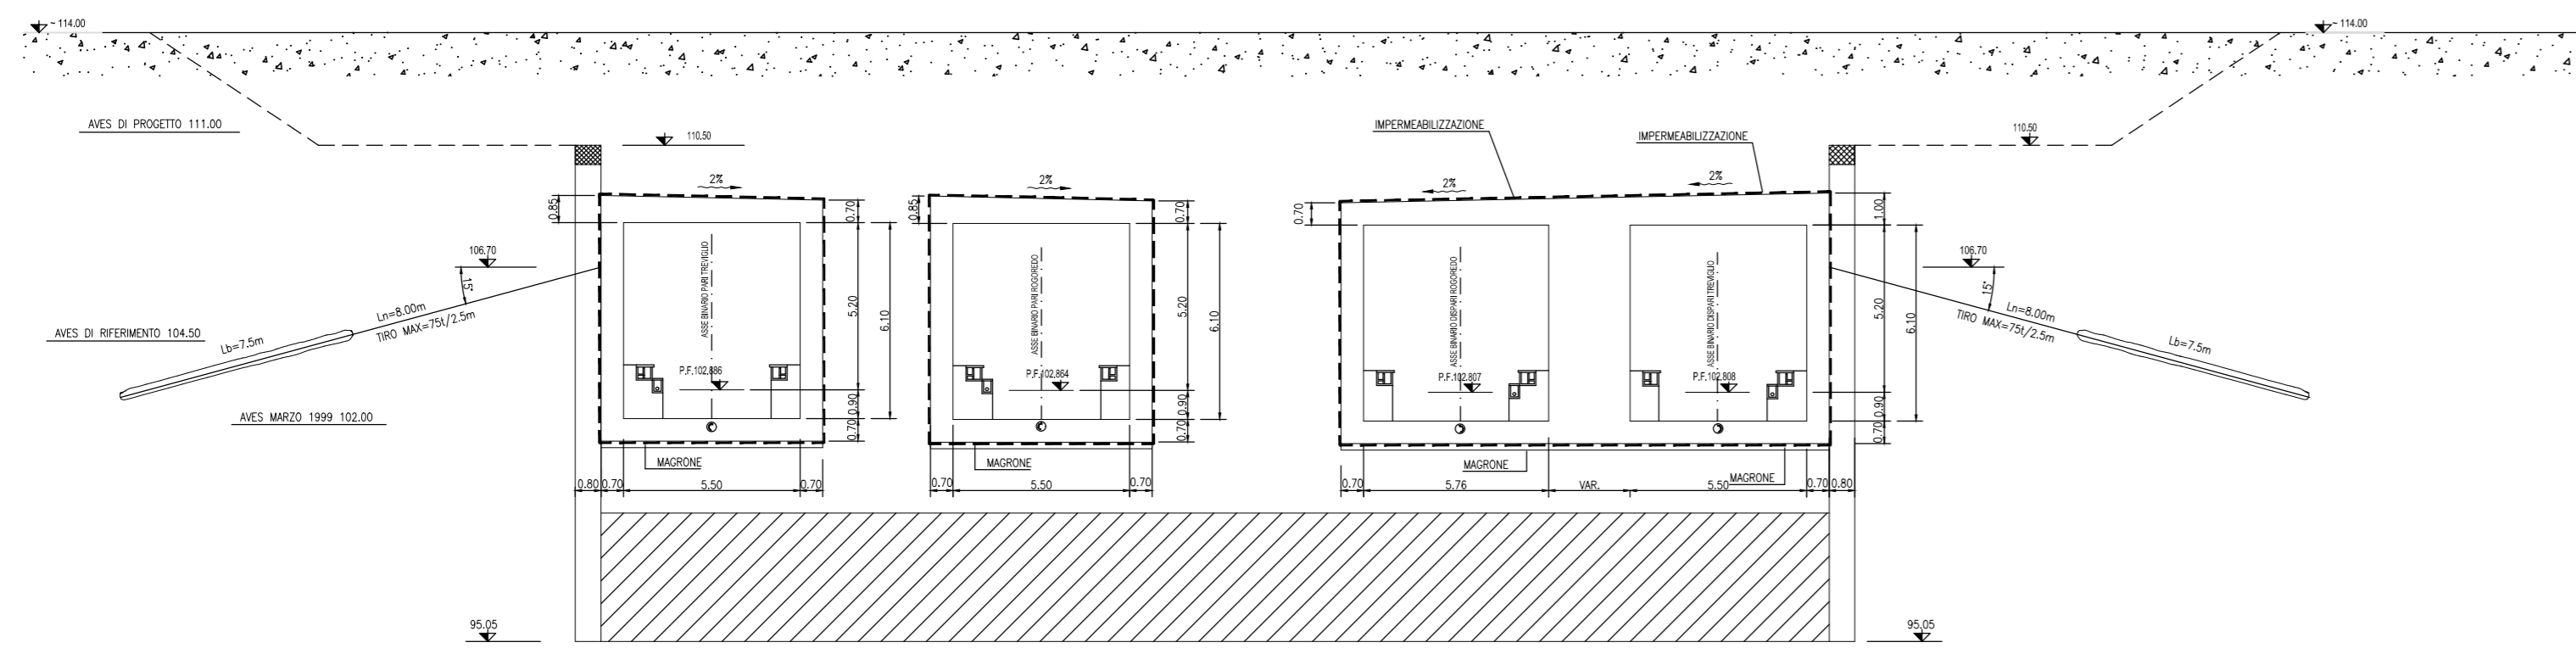 ~ 114.00
~ 114.00
AVES DI PROGETTO 111.00
110.50
IMPERMEABILIZZAZIONE
IMPERMEABILIZZAZIONE
110.50
2%
2%
2%
2%
0.85
0.70
0.85
0.70
0.70
1.00
106.70
15°
106.70
15°
ASSE BINARIO PARI TREVIGLIO
ASSE BINARIO PARI ROGOREDO
ASSE BINARIO DISPARI ROGOREDO
ASSE BINARIO DISPARI TREVIGLIO
5.20
6.10
5.20
6.10
5.20
6.10
Ln=8.00m
TIRO MAX=75t/2.5m
Lb=7.5m
Ln=8.00m
TIRO MAX=75t/2.5m
Lb=7.5m
AVES DI RIFERIMENTO 104.50
P.F.102.886
P.F.102.864
P.F.102.807
P.F.102.808
0.90
0.90
0.90
AVES MARZO 1999 102.00
0.70
0.70
0.70
MAGRONE
MAGRONE
MAGRONE
MAGRONE
0.80
0.70
5.50
0.70
0.70
5.50
0.70
0.70
5.76
VAR.
5.50
0.70
0.80
95.05
95.05